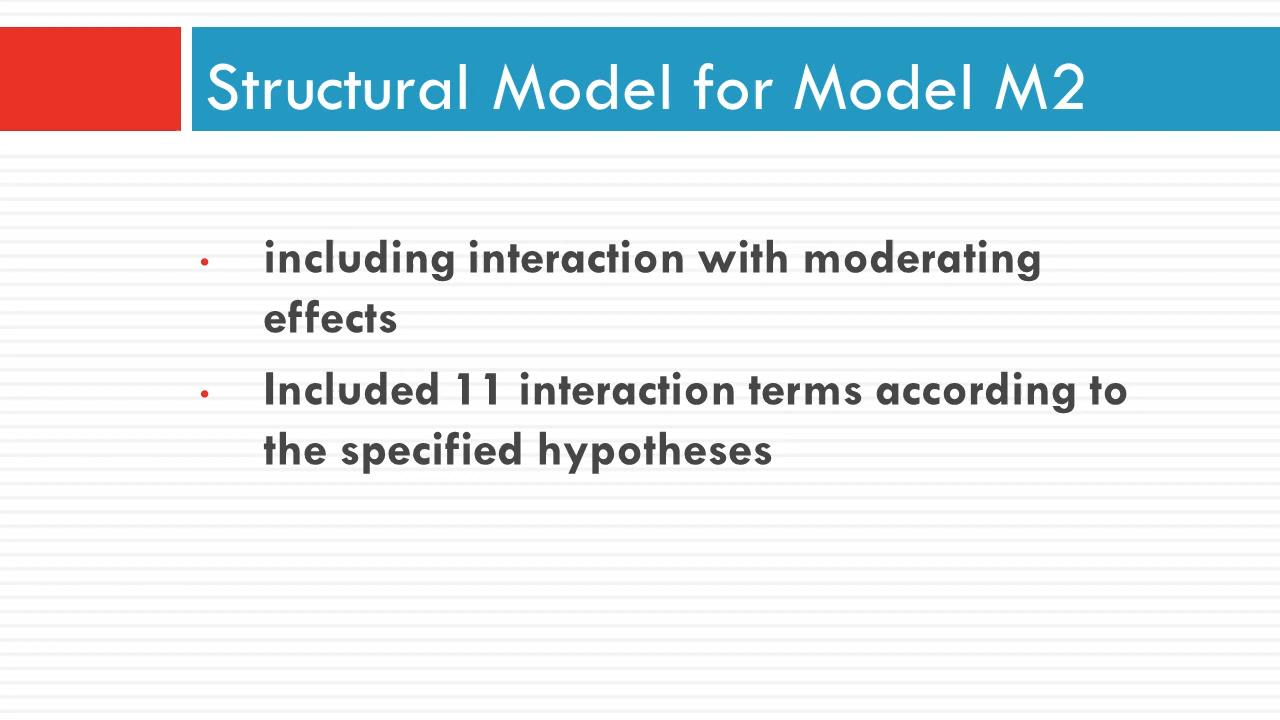 Structural Model for Model M2
• including interaction with moderating
effects
• Included 11 interaction terms according to
the specified hypotheses